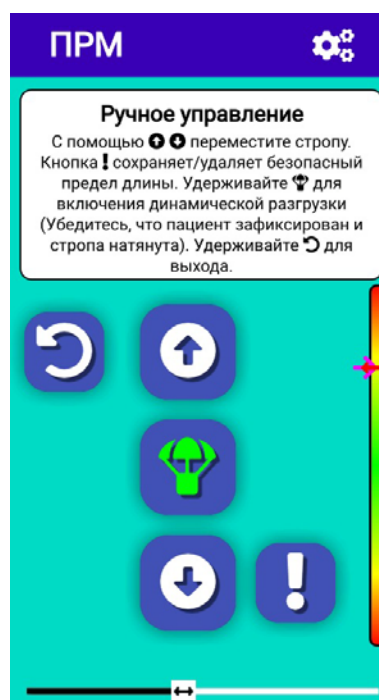 ПРМ
Ручное управление
С помощью переместите стропу.
Кнопка ! сохраняет/удаляет безопасный
предел длины. Удерживайте для
включения динамической разгрузки
(Убедитесь, что пациент зафиксирован и
стропа натянута). Удерживайте для
выхода.
!